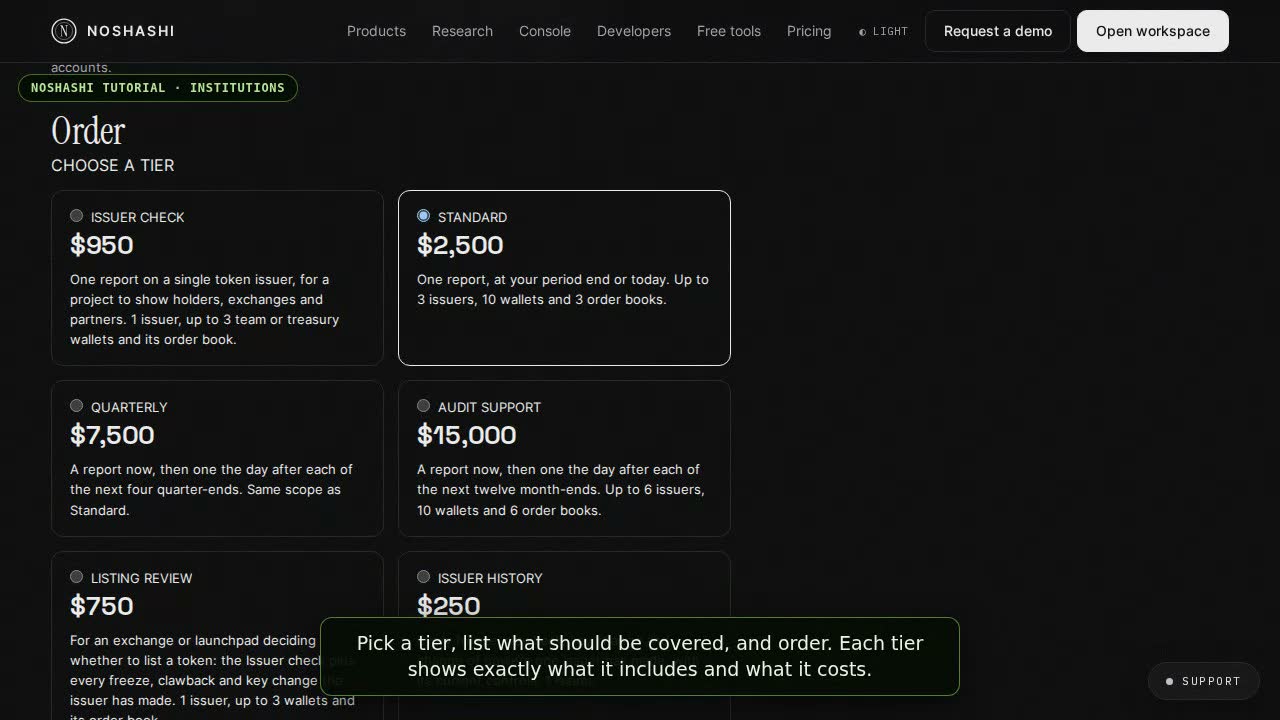 NOSHASHI
Products
Research
Console
Developers
Free tools
Pricing
LIGHT
Request a demo
Open workspace
accounts.
NOSHASHI TUTORIAL · INSTITUTIONS
Order
CHOOSE A TIER
ISSUER CHECK
$950
One report on a single token issuer, for a
project to show holders, exchanges and
partners. 1 issuer, up to 3 team or treasury
wallets and its order book.
STANDARD
$2,500
One report, at your period end or today. Up to
3 issuers, 10 wallets and 3 order books.
QUARTERLY
$7,500
A report now, then one the day after each of
the next four quarter-ends. Same scope as
Standard.
AUDIT SUPPORT
$15,000
A report now, then one the day after each of
the next twelve month-ends. Up to 6 issuers,
10 wallets and 6 order books.
LISTING REVIEW
$750
For an exchange or launchpad deciding
whether to list a token: the Issuer check plus
every freeze, clawback and key change the
issuer has made. 1 issuer, up to 3 wallets and
its order book.
ISSUER HISTORY
$250
Pick a tier, list what should be covered, and order. Each tier
shows exactly what it includes and what it costs.
SUPPORT